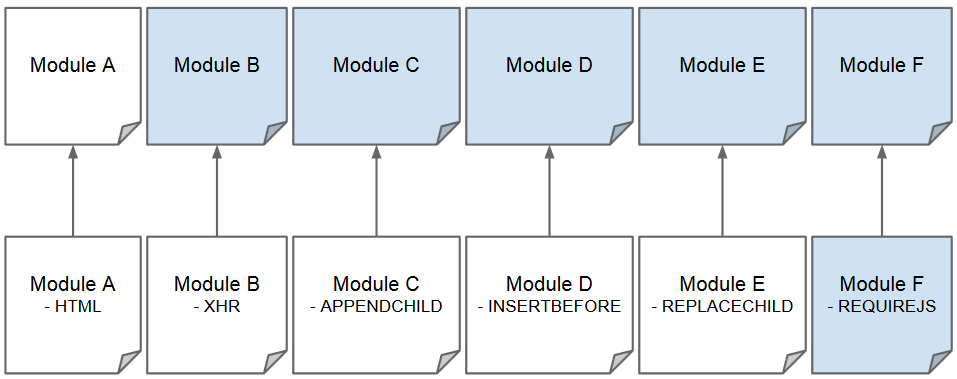 Module A
Module B
Module C
Module D
Module E
Module F
Module A
- HTML
Module B
- XHR
Module C
- APPENDCHILD
Module D
- INSERTBEFORE
Module E
- REPLACECHILD
Module F
- REQUIREJS